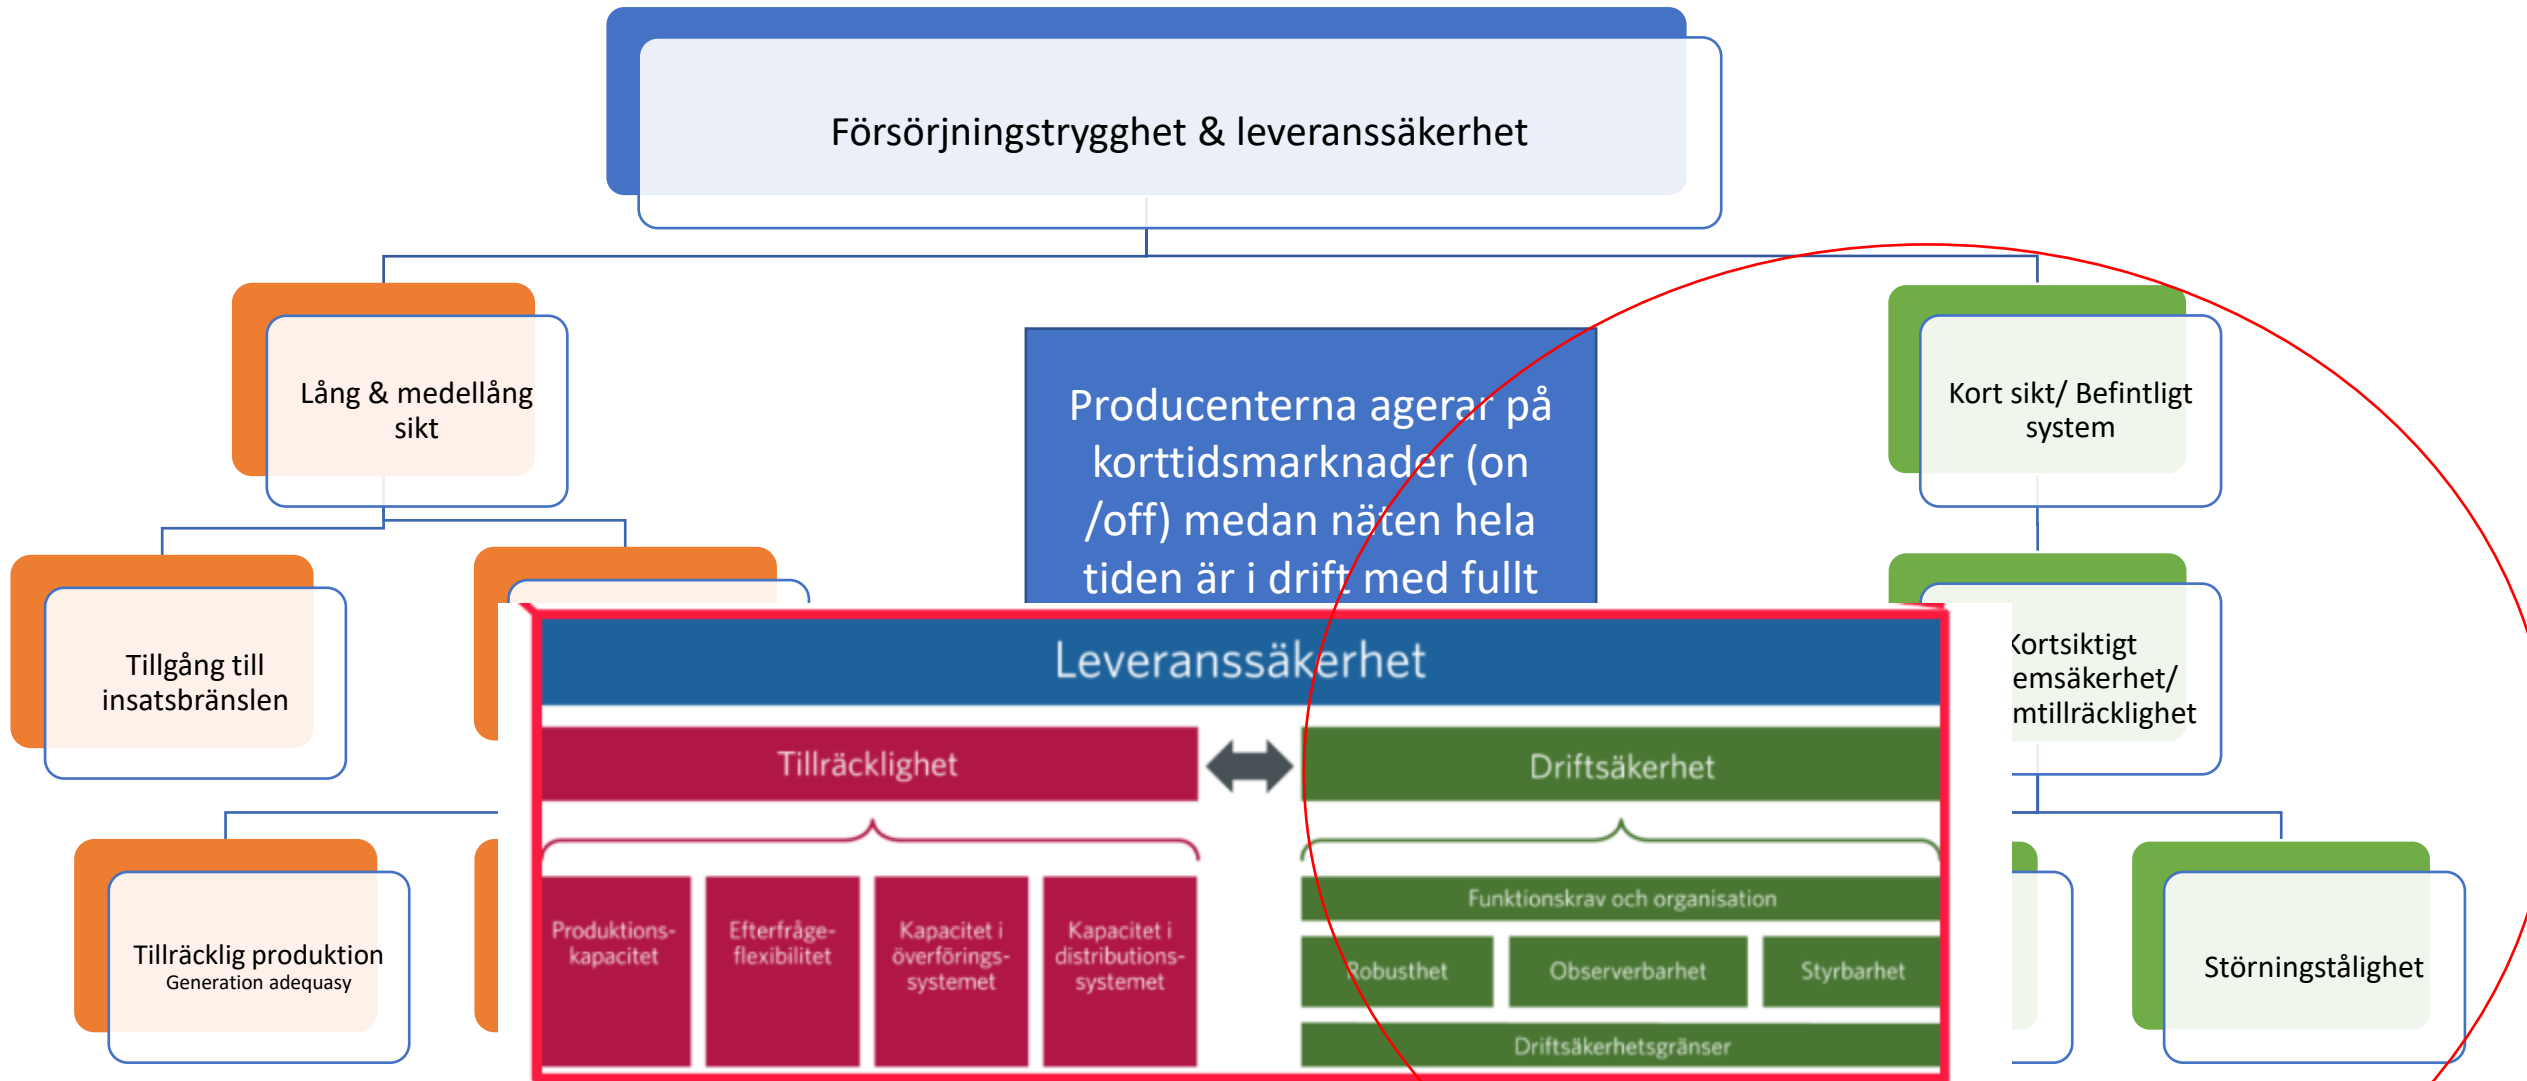 Försörjningstrygghet & leveranssäkerhet
Lång & medellång
sikt
Producenterna agerar på
korttidsmarknader (on
/off) medan näten hela
tiden är i drift med fullt
Kort sikt/ Befintligt
system
Tillgång till
insatsbränslen
Kortsiktigt
emsäkerhet/
mtillräcklighet
Leveranssäkerhet
Tillräcklighet
Driftsäkerhet
Produktions-
kapacitet
Efterfråge-
flexibilitet
Kapacitet i
överförings-
systemet
Kapacitet i
distributions-
systemet
Funktionskrav och organisation
Robusthet
Observerbarhet
Styrbarhet
Driftsäkerhetsgränser
Tillräcklig produktion
Generation adequasy
Störningstålighet